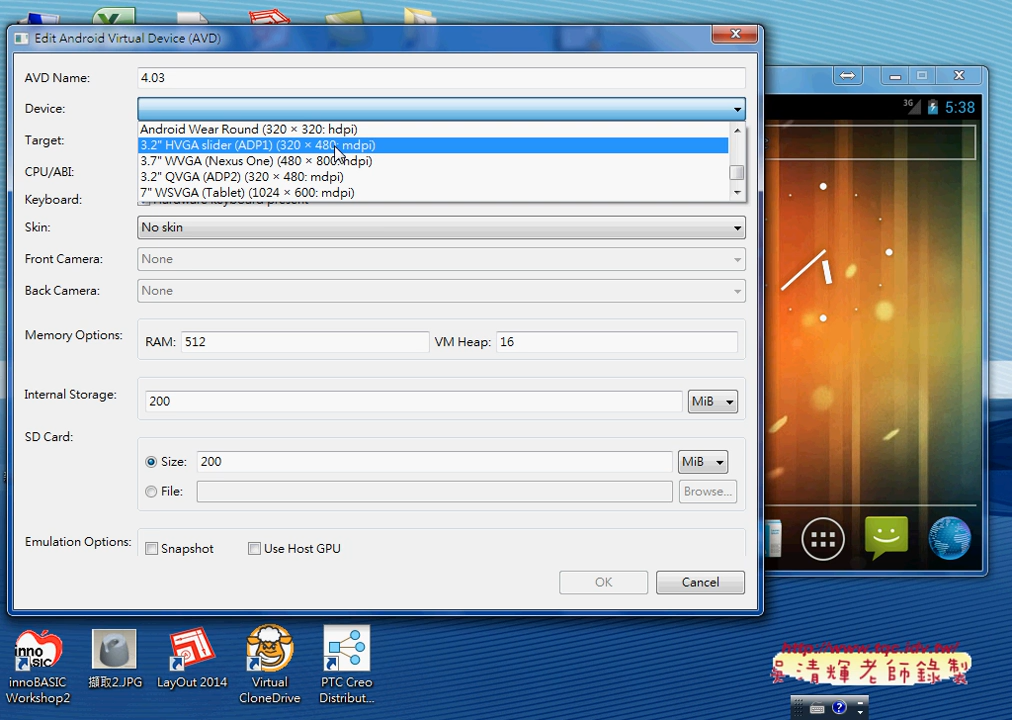 Edit Android Virtual Device (AVD)
AVD Name:
4.03
Device:
Android Wear Round (320 × 320: hdpi)
3.2" HVGA slider (ADP1) (320 × 480: mdpi)
3.7" WVGA (Nexus One) (480 × 800: hdpi)
3.2" QVGA (ADP2) (320 × 480: mdpi)
7" WSVGA (Tablet) (1024 × 600: mdpi)
Target:
CPU/ABI:
Keyboard:
Hardware keyboard present
Skin:
No skin
Front Camera:
None
Back Camera:
None
Memory Options:
RAM: 512
VM Heap: 16
Internal Storage:
200
MiB
SD Card:
Size: 200
MiB
File:
Browse...
Emulation Options:
Snapshot
Use Host GPU
OK
Cancel
3G
5:38
innoBASIC
Workshop2
擷取2.JPG
LayOut 2014
Virtual
CloneDrive
PTC Creo
Distribut...
吳清輝老師錄製